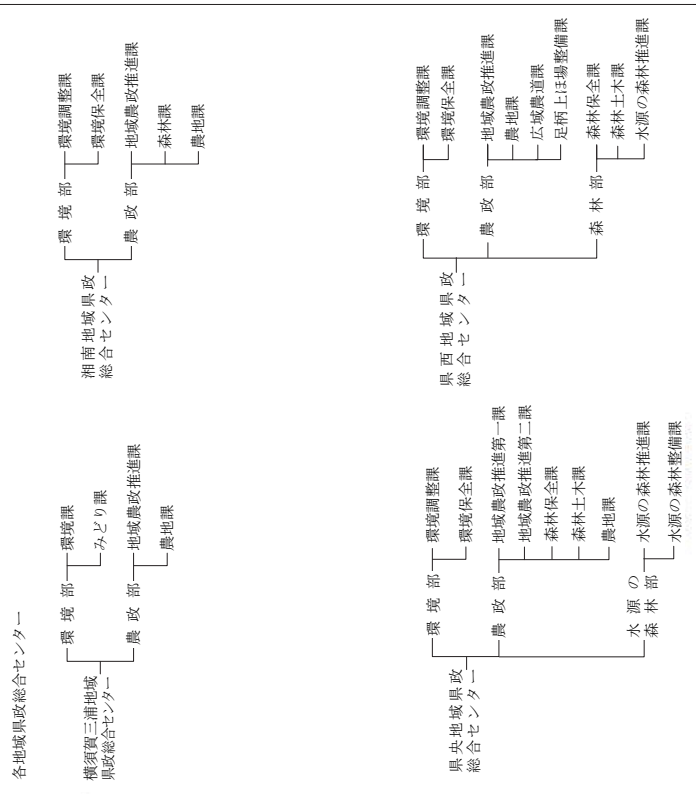 各地域県政総合センター
横須賀三浦地域
県政総合センター
環境部
環境課
みどり課
農政部
地域農政推進課
農地課
湘南地域県政
総合センター
環境部
環境調整課
環境保全課
農政部
地域農政推進課
森林課
農地課
県央地域県政
総合センター
環境部
環境調整課
環境保全課
農政部
地域農政推進第一課
地域農政推進第二課
森林保全課
森林土木課
農地課
水源の
森林部
水源の森林推進課
水源の森林整備課
県西地域県政
総合センター
環境部
環境調整課
環境保全課
農政部
地域農政推進課
農地課
広域農道課
足柄上ほ場整備課
森林部
森林保全課
森林土木課
水源の森林推進課